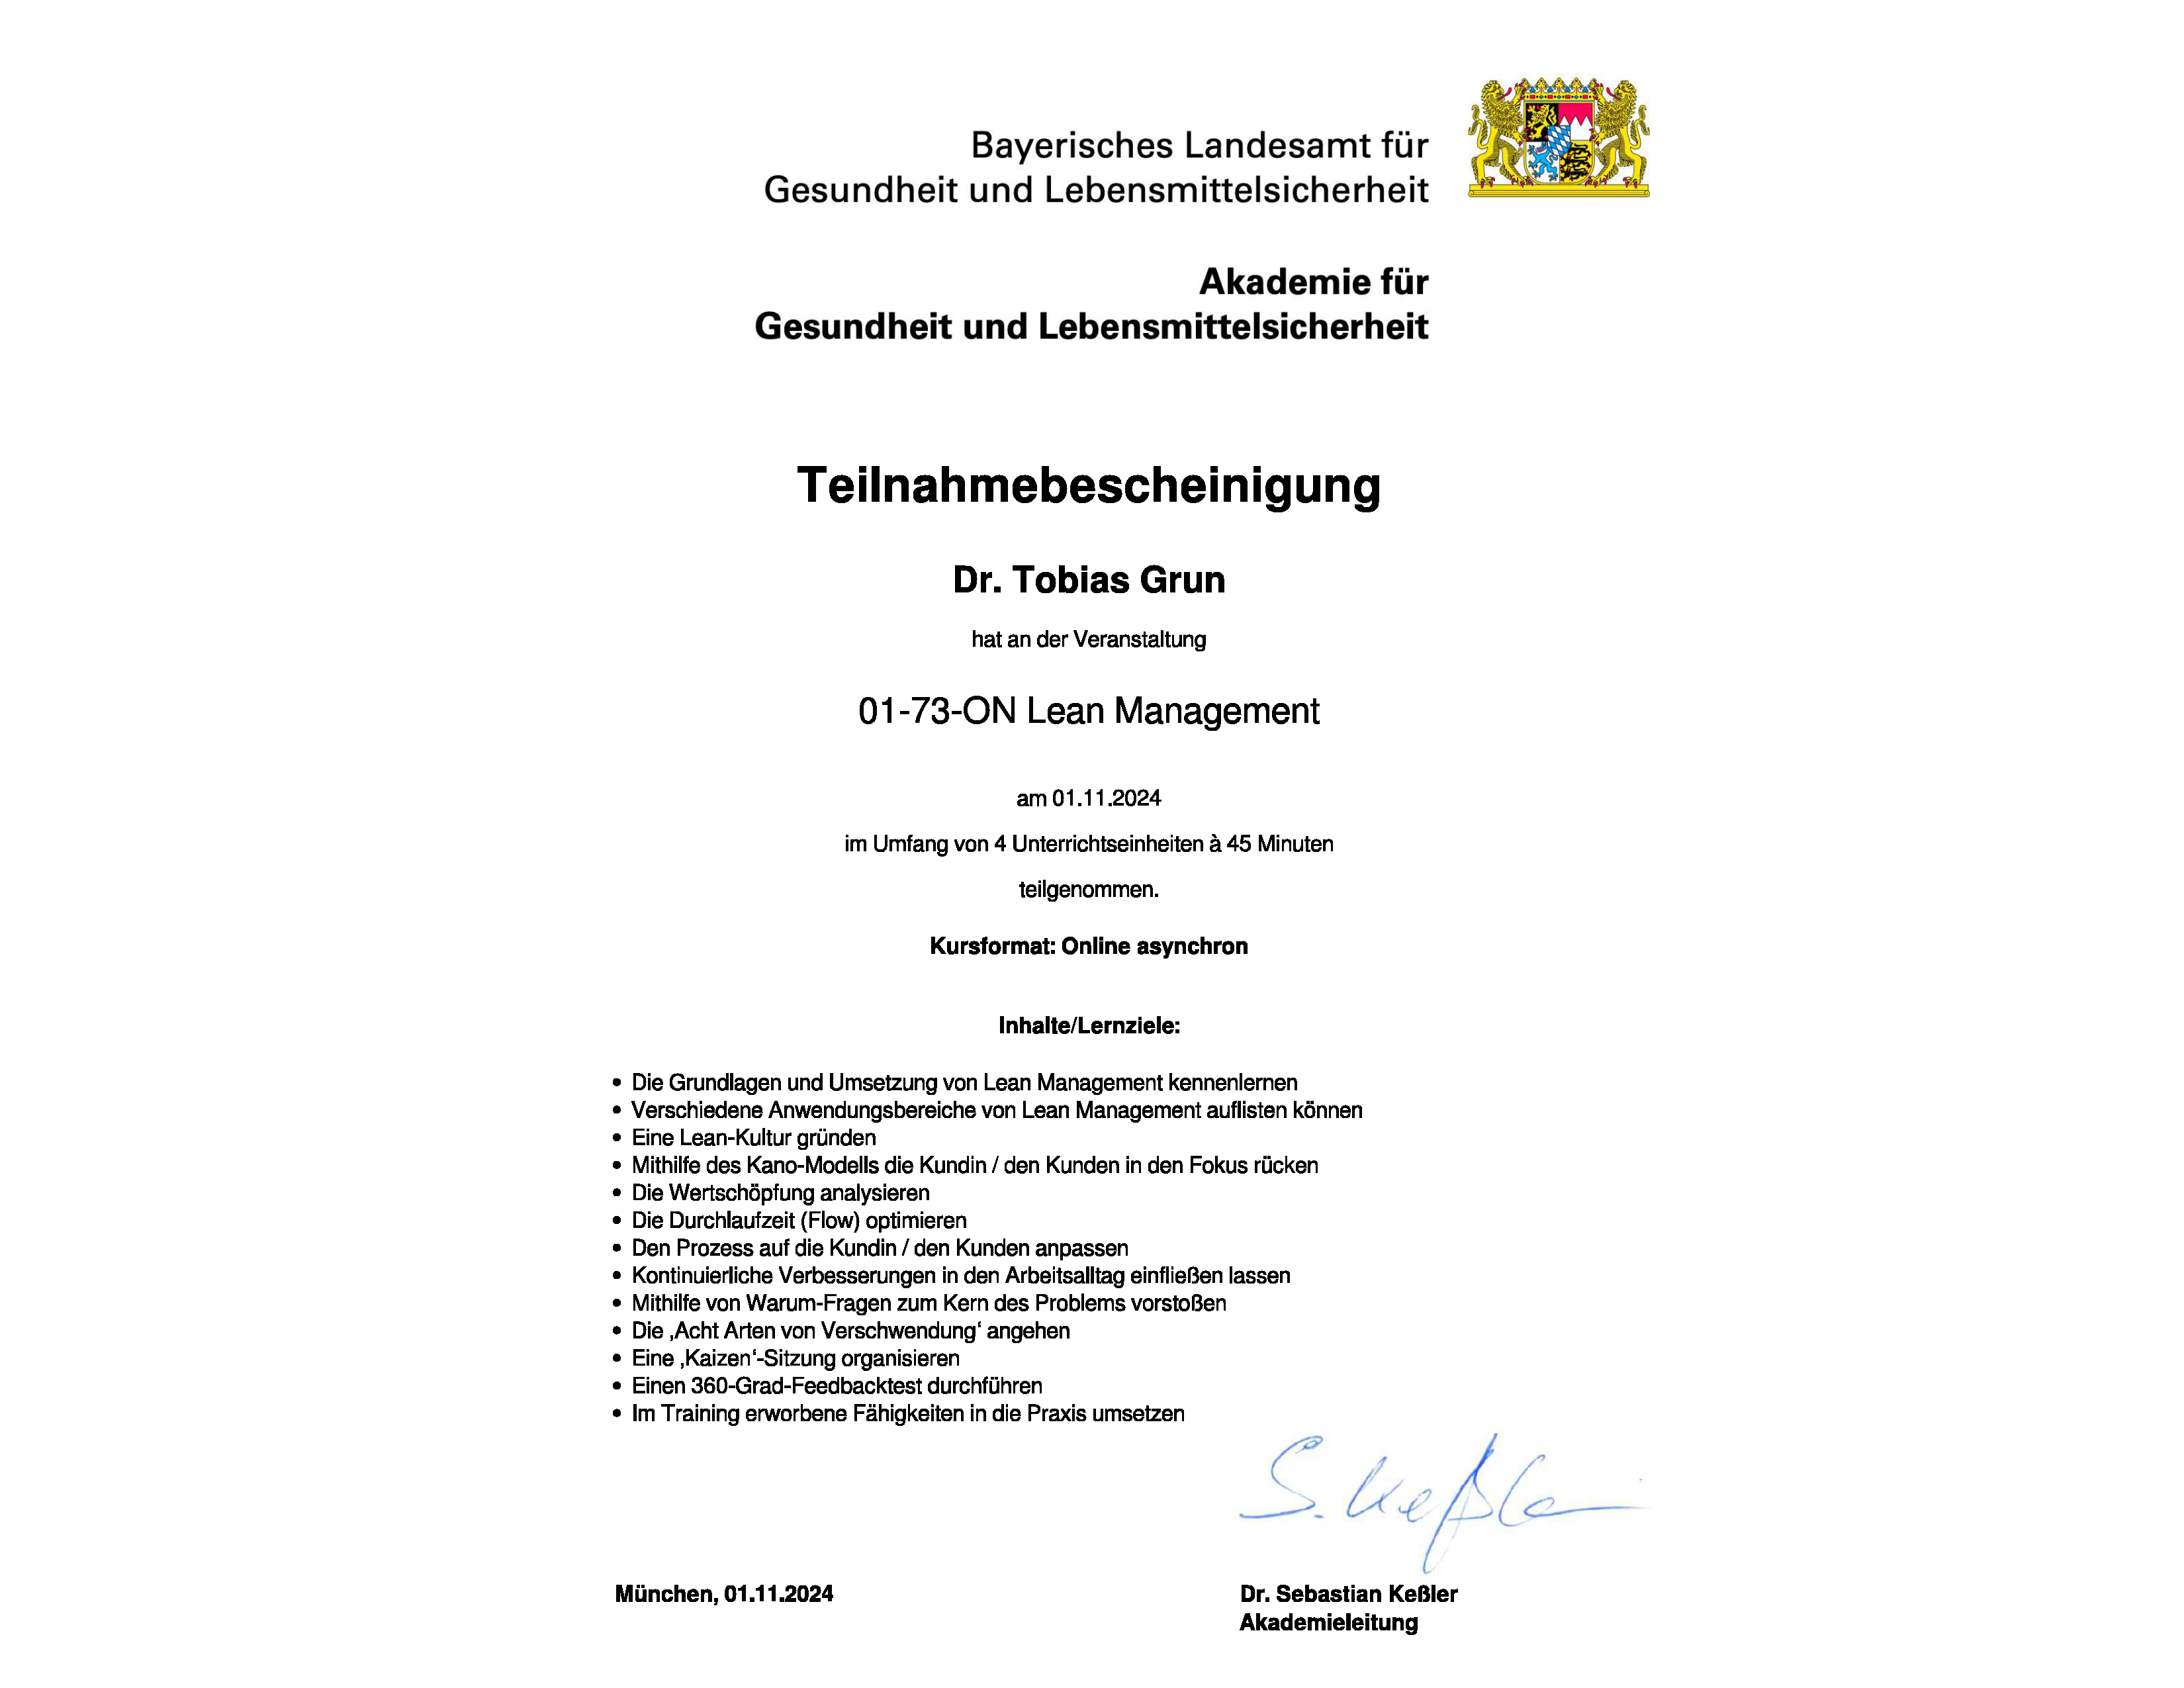 Bayerisches Landesamt für
Gesundheit und Lebensmittelsicherheit
Akademie für
Gesundheit und Lebensmittelsicherheit
Teilnahmebescheinigung
Dr. Tobias Grun
hat an der Veranstaltung
01-73-ON Lean Management
am 01.11.2024
im Umfang von 4 Unterrichtseinheiten à 45 Minuten
teilgenommen.
Kursformat: Online asynchron
Inhalte/Lernziele:
• Die Grundlagen und Umsetzung von Lean Management kennenlernen
• Verschiedene Anwendungsbereiche von Lean Management auflisten können
• Eine Lean-Kultur gründen
• Mithilfe des Kano-Modells die Kundin / den Kunden in den Fokus rücken
• Die Wertschöpfung analysieren
• Die Durchlaufzeit (Flow) optimieren
• Den Prozess auf die Kundin / den Kunden anpassen
• Kontinuierliche Verbesserungen in den Arbeitsalltag einfließen lassen
• Mithilfe von Warum-Fragen zum Kern des Problems vorstoßen
• Die ‚Acht Arten von Verschwendung‘ angehen
• Eine ‚Kaizen‘-Sitzung organisieren
• Einen 360-Grad-Feedbacktest durchführen
• Im Training erworbene Fähigkeiten in die Praxis umsetzen
S. Keßler
München, 01.11.2024
Dr. Sebastian Keßler
Akademieleitung